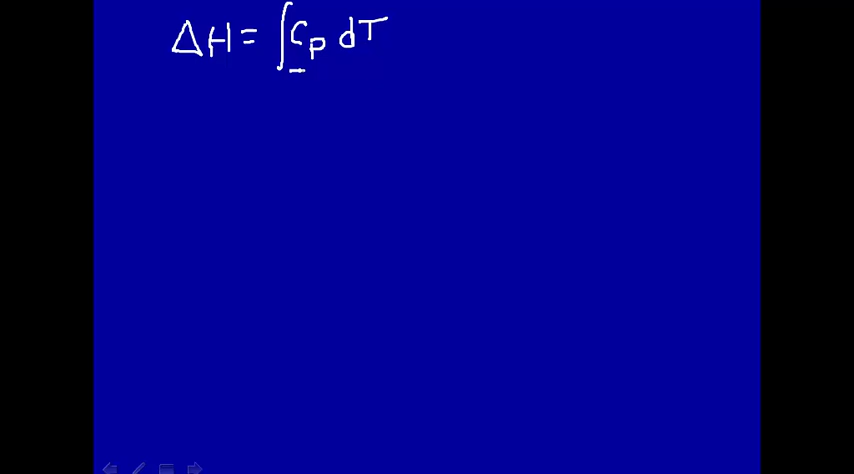 ΔH = ∫ C_P dT